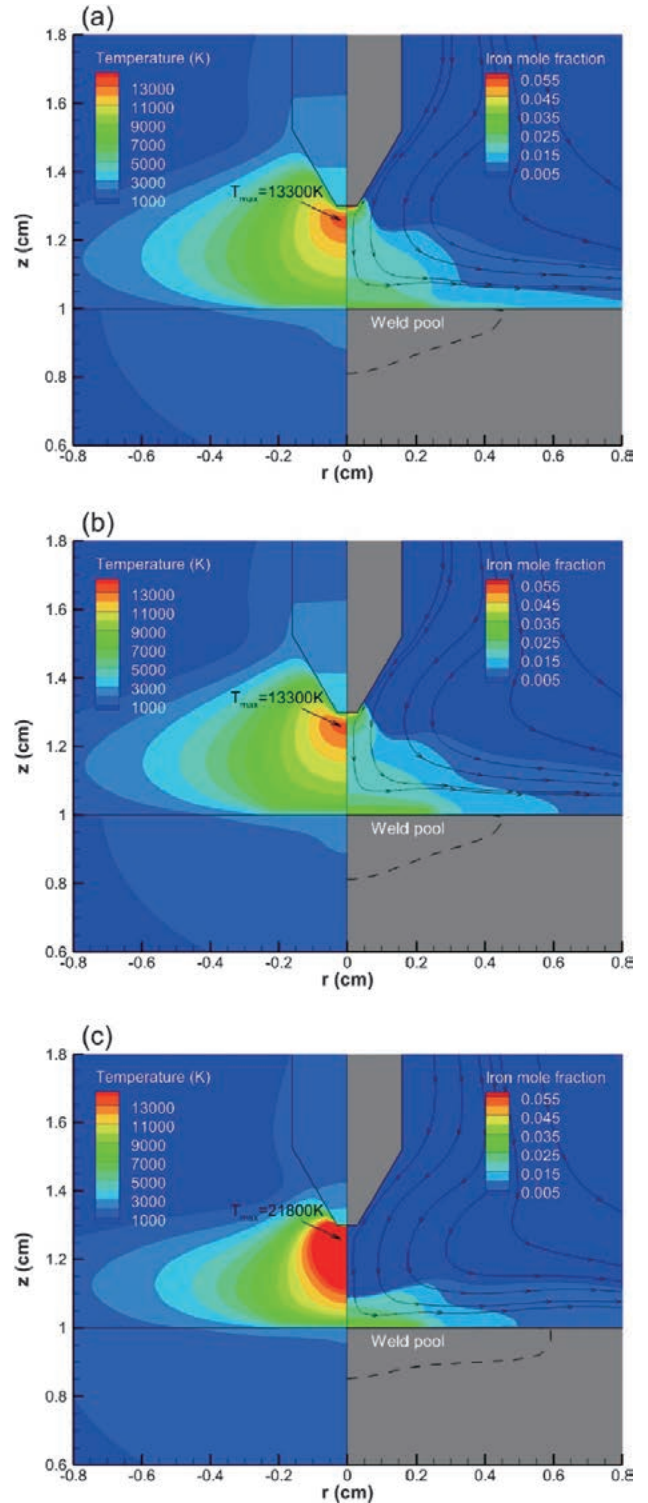 (a)
Temperature (K)
13000
11000
9000
7000
5000
3000
1000
Iron mole fraction
0.055
0.045
0.035
0.025
0.015
0.005
Tmax=13300K
Weld pool
z (cm)
1.8
1.6
1.4
1.2
1
0.8
0.6
-0.8 -0.6 -0.4 -0.2 0 0.2 0.4 0.6 0.8
r (cm)
(b)
Temperature (K)
13000
11000
9000
7000
5000
3000
1000
Iron mole fraction
0.055
0.045
0.035
0.025
0.015
0.005
Tmax=13300K
Weld pool
z (cm)
1.8
1.6
1.4
1.2
1
0.8
0.6
-0.8 -0.6 -0.4 -0.2 0 0.2 0.4 0.6 0.8
r (cm)
(c)
Temperature (K)
13000
11000
9000
7000
5000
3000
1000
Iron mole fraction
0.055
0.045
0.035
0.025
0.015
0.005
Tmax=21800K
Weld pool
z (cm)
1.8
1.6
1.4
1.2
1
0.8
0.6
-0.8 -0.6 -0.4 -0.2 0 0.2 0.4 0.6 0.8
r (cm)